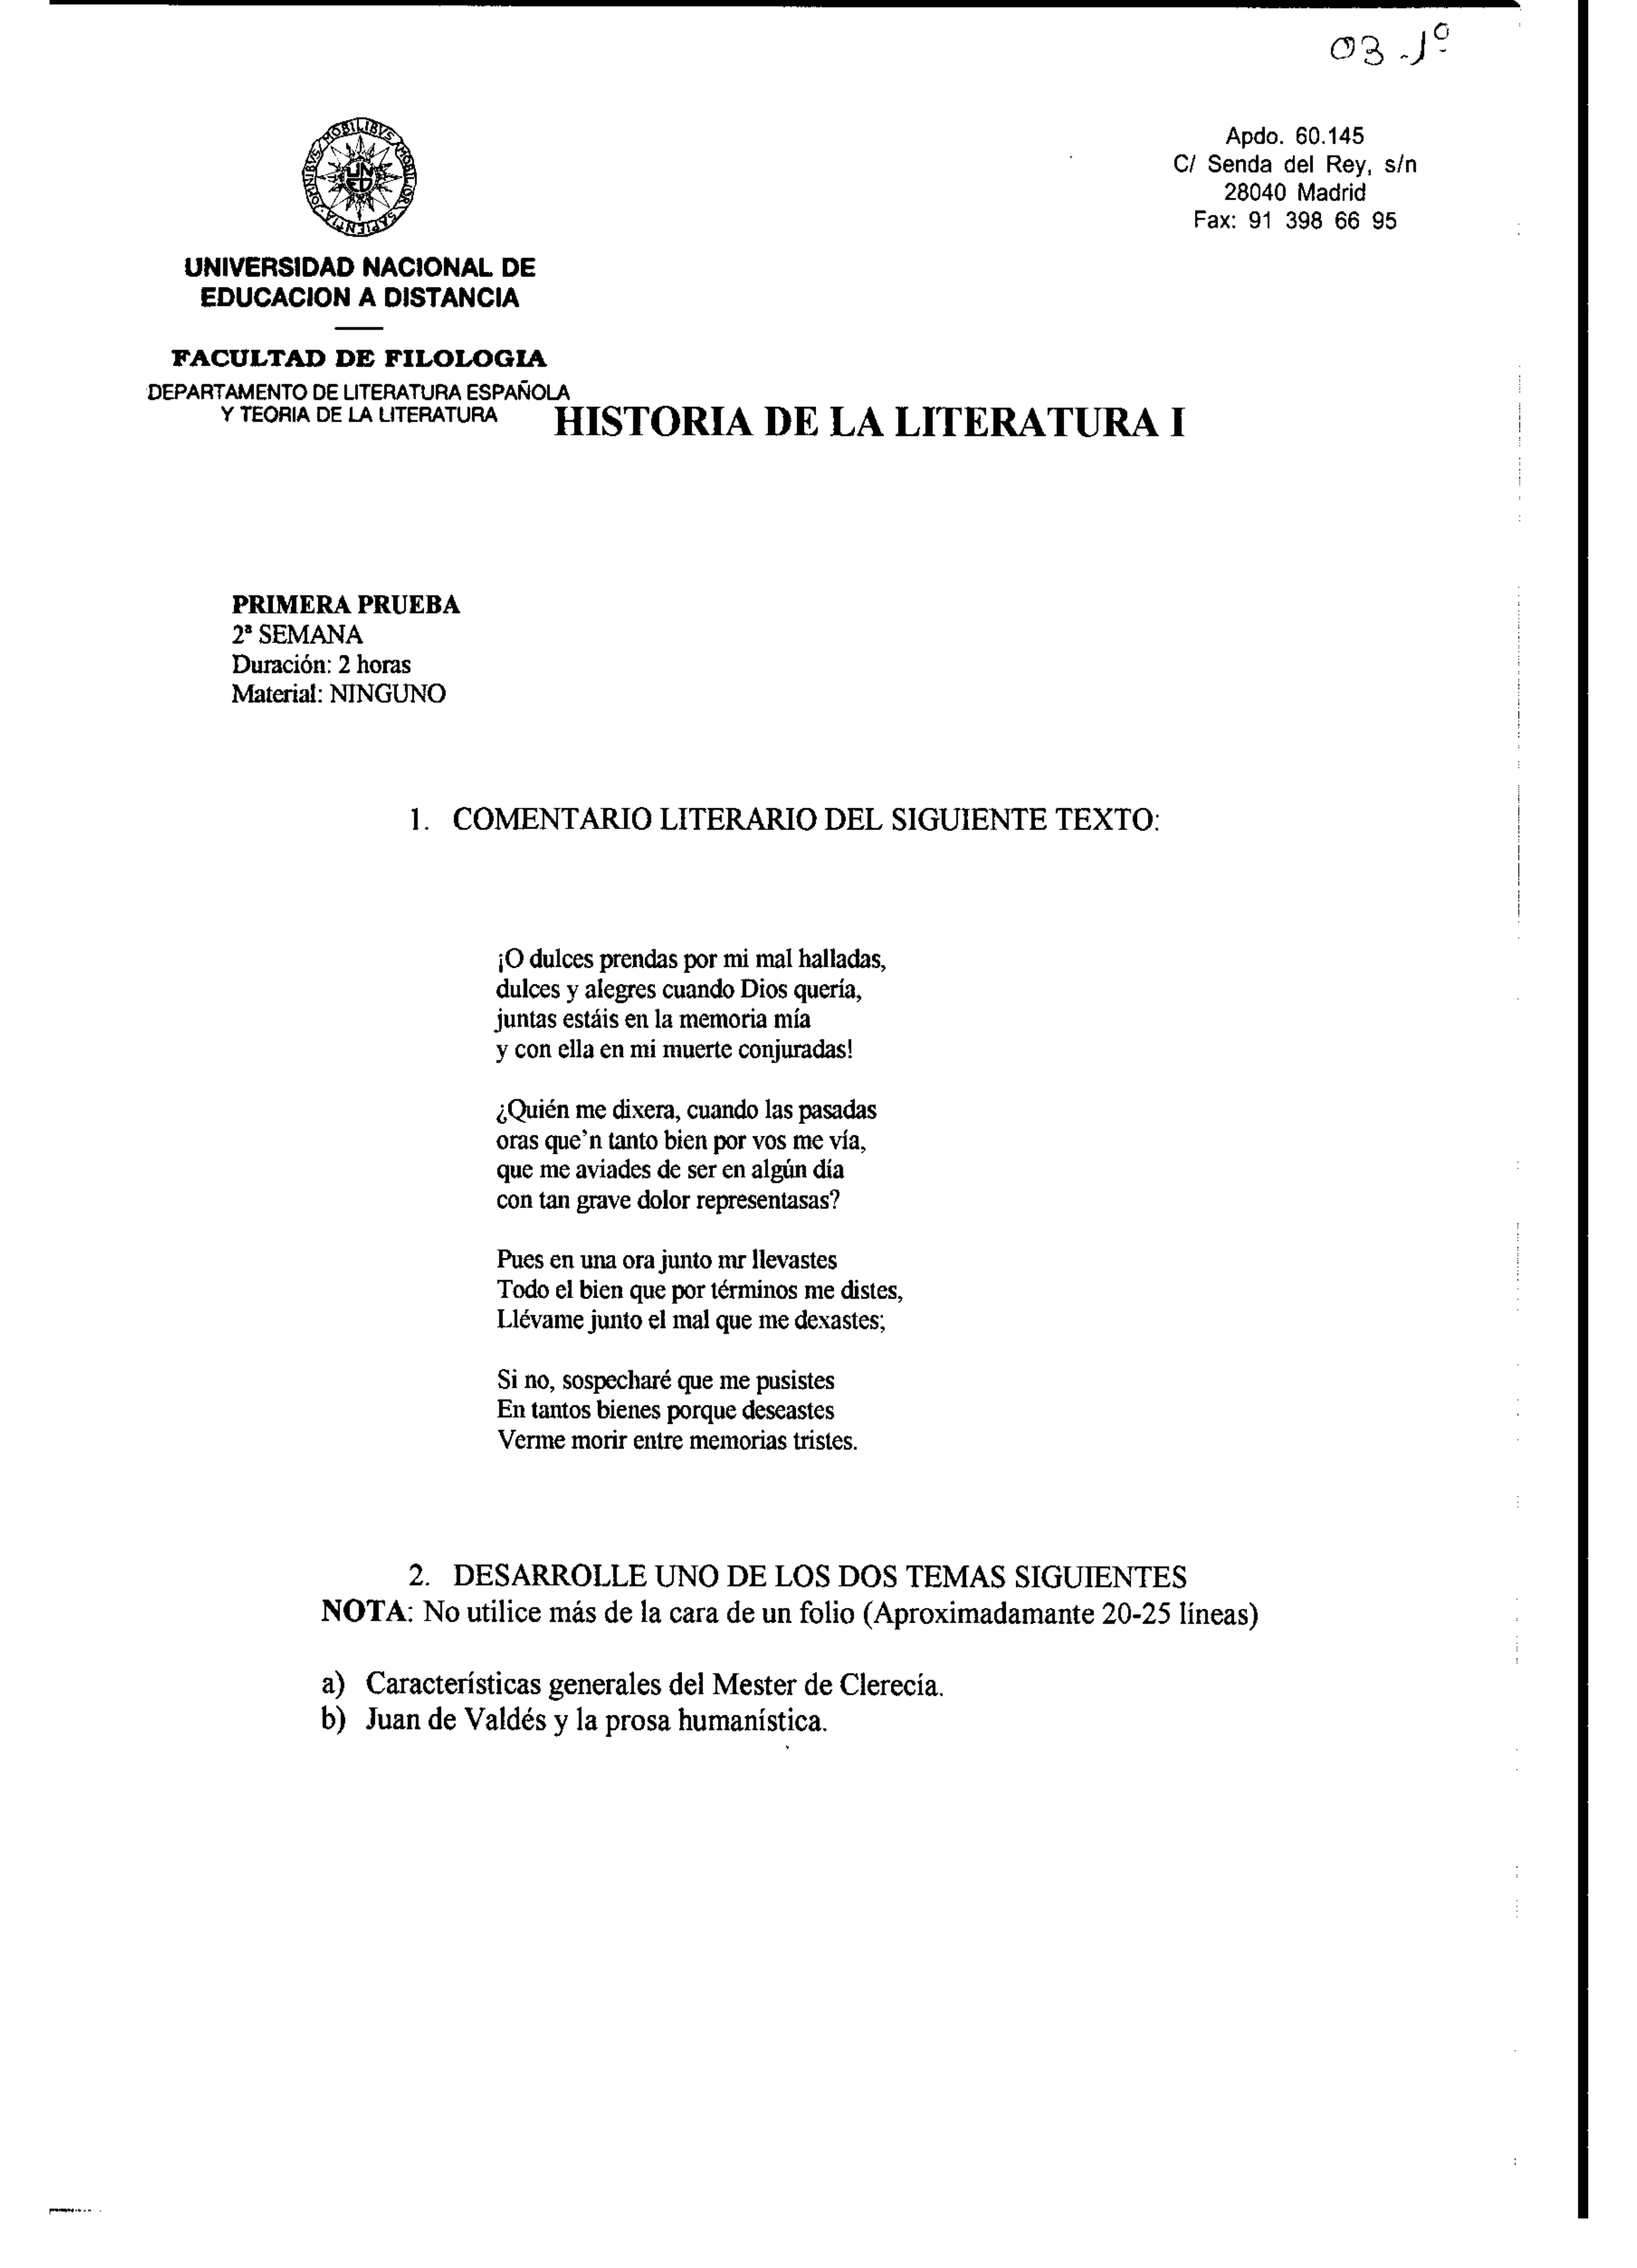 03 - 1º
Apdo. 60.145
C/ Senda del Rey, s/n
28040 Madrid
Fax: 91 398 66 95
OMNIBVS MOBILIBVS MOBILIOR SAPIENTIA
UNED
UNIVERSIDAD NACIONAL DE
EDUCACION A DISTANCIA
FACULTAD DE FILOLOGIA
DEPARTAMENTO DE LITERATURA ESPAÑOLA
Y TEORIA DE LA LITERATURA
HISTORIA DE LA LITERATURA I
PRIMERA PRUEBA
2ª SEMANA
Duración: 2 horas
Material: NINGUNO
1. COMENTARIO LITERARIO DEL SIGUIENTE TEXTO:
¡O dulces prendas por mi mal halladas,
dulces y alegres cuando Dios quería,
juntas estáis en la memoria mía
y con ella en mi muerte conjuradas!
¿Quién me dixera, cuando las pasadas
oras que'n tanto bien por vos me vía,
que me aviades de ser en algún día
con tan grave dolor representasas?
Pues en una ora junto mr llevastes
Todo el bien que por términos me distes,
Llévame junto el mal que me dexastes;
Si no, sospecharé que me pusistes
En tantos bienes porque deseastes
Verme morir entre memorias tristes.
2. DESARROLLE UNO DE LOS DOS TEMAS SIGUIENTES
NOTA: No utilice más de la cara de un folio (Aproximadamante 20-25 líneas)
a) Características generales del Mester de Clerecía.
b) Juan de Valdés y la prosa humanística.